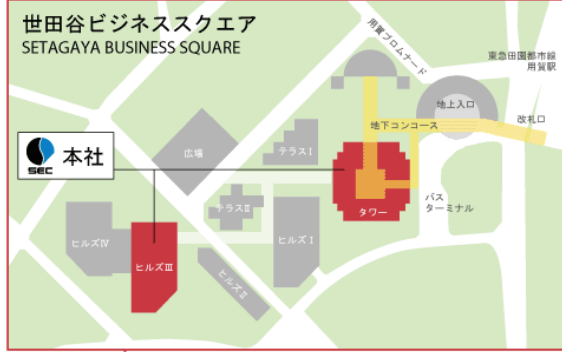 世田谷ビジネススクエア
SETAGAYA BUSINESS SQUARE
用賀プロムナード
東急田園都市線
用賀駅
地上入口
改札口
地下コンコース
広場
テラスⅠ
SEC
本社
タワー
バス
ターミナル
テラスⅡ
ヒルズⅣ
ヒルズⅢ
ヒルズⅠ
ヒルズⅡ